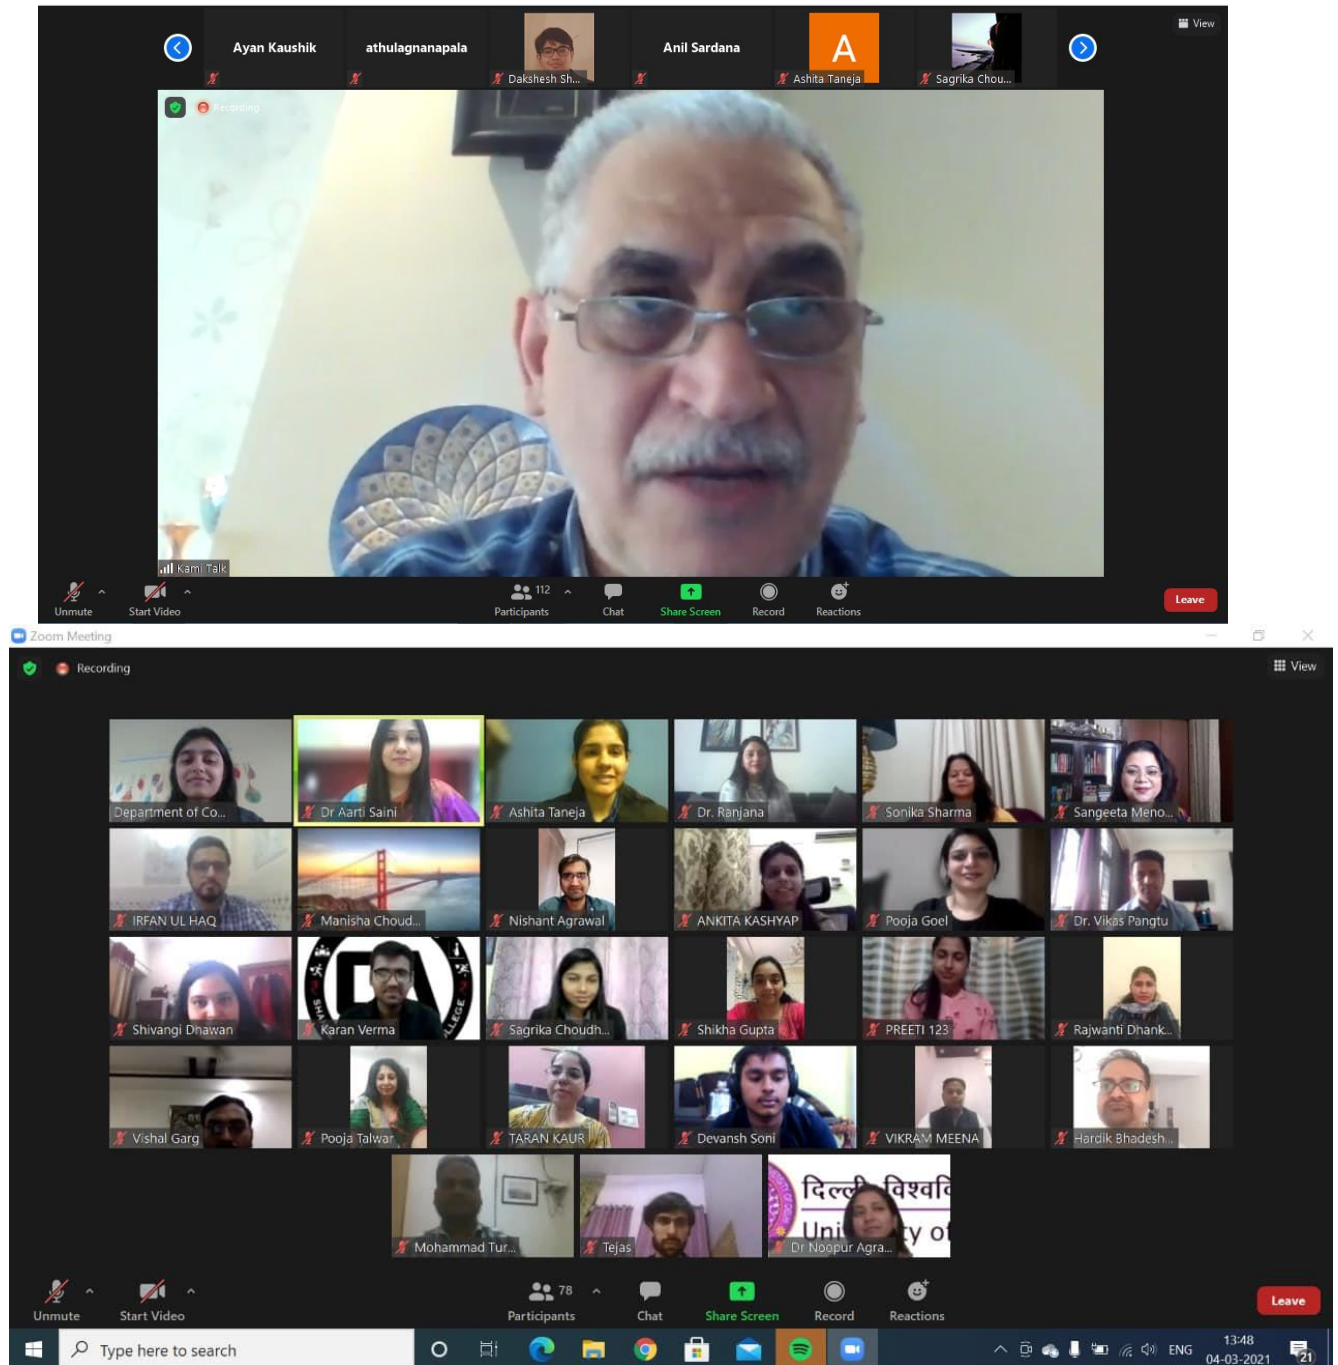 View
Ayan Kaushik
athulagnanapala
Dakshesh Sh...
Anil Sardana
A
Ashita Taneja
Sagrika Chou...
Recording
Kami Talk
Unmute
Start Video
112
Participants
Chat
Share Screen
Record
Reactions
Leave
Zoom Meeting
Recording
View
Department of Co...
Dr Aarti Saini
Ashita Taneja
Dr. Ranjana
Sonika Sharma
Sangeeta Meno...
IRFAN UL HAQ
Manisha Choud...
Nishant Agrawal
ANKITA KASHYAP
Pooja Goel
Dr. Vikas Pangtu
Shivangi Dhawan
Karan Verma
Sagrika Choudh...
Shikha Gupta
PREETI 123
Rajwanti Dhank...
Vishal Garg
Pooja Talwar
TARAN KAUR
Devansh Soni
VIKRAM MEENA
Hardik Bhadesh...
दिल्ली
Mohammad Tur...
Tejas
Dr Noopur Agra...
Unmute
Start Video
78
Participants
Chat
Share Screen
Record
Reactions
Leave
Type here to search
ENG
13:48
04-03-2021
21